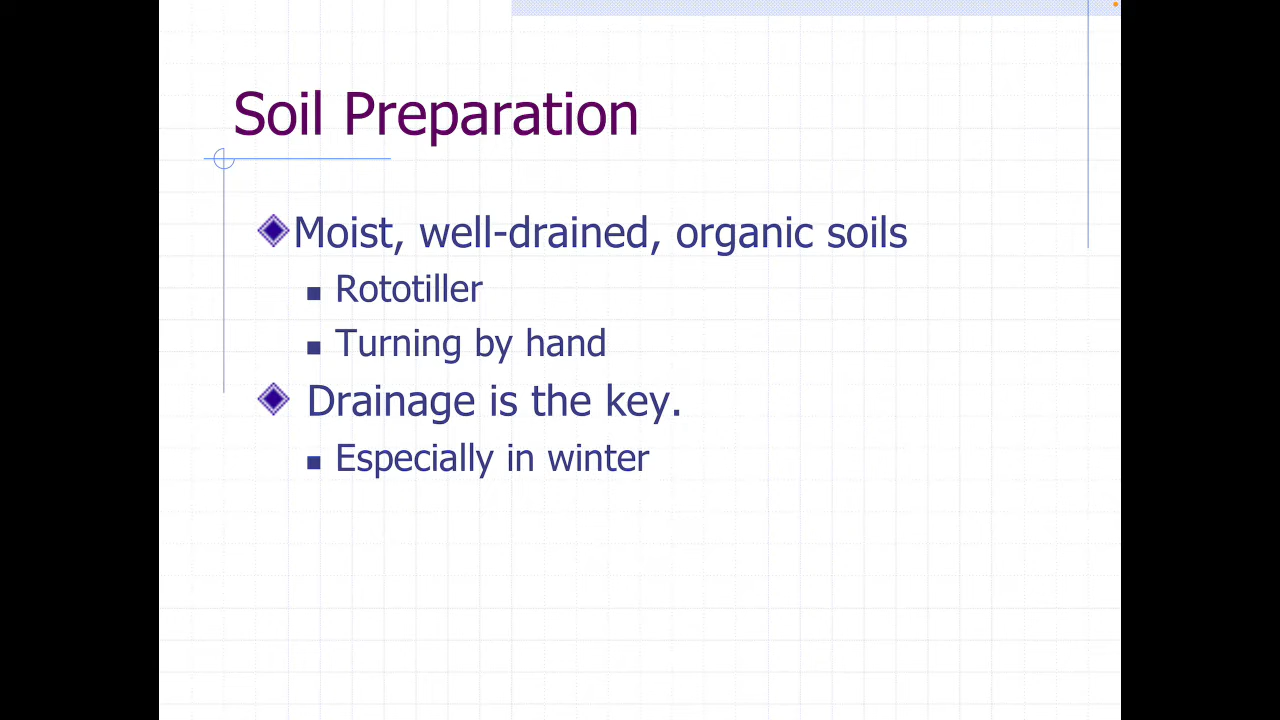 Soil Preparation
Moist, well-drained, organic soils
Rototiller
Turning by hand
Drainage is the key.
Especially in winter